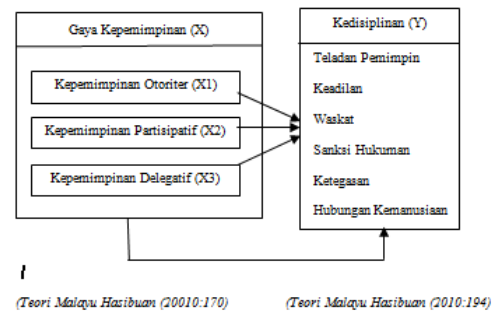 Gaya Kepemimpinan (X)
Kepemimpinan Otoriter (X1)
Kepemimpinan Partisipatif (X2)
Kepemimpinan Delegatif (X3)
Kedisiplinan (Y)
Teladan Pemimpin
Keadilan
Waskat
Sanksi Hukuman
Ketegasan
Hubungan Kemanusiaan
(Teori Malayu Hasibuan (20010:170)
(Teori Malayu Hasibuan (2010:194)